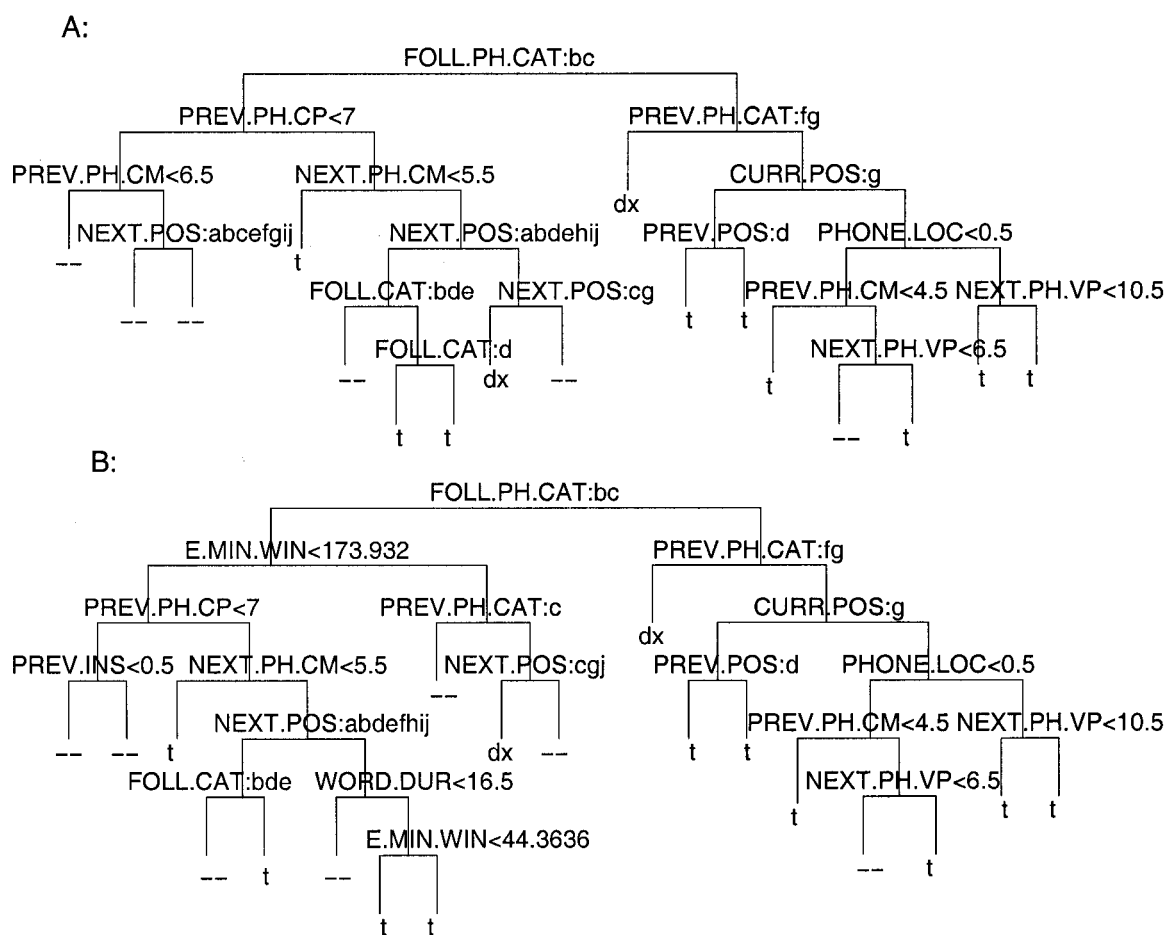 A:
FOLL.PH.CAT:bc
PREV.PH.CP<7 PREV.PH.CAT:fg
PREV.PH.CM<6.5 NEXT.PH.CM<5.5 CURR.POS:g
dx
NEXT.POS:abcefgij NEXT.POS:abdehij PREV.POS:d PHONE.LOC<0.5
-- t
FOLL.CAT:bde NEXT.POS:cg PREV.PH.CM<4.5 NEXT.PH.VP<10.5
-- -- t t
FOLL.CAT:d NEXT.PH.VP<6.5
-- dx -- t t t
t t -- t
B:
FOLL.PH.CAT:bc
E.MIN.WIN<173.932 PREV.PH.CAT:fg
PREV.PH.CP<7 PREV.PH.CAT:c CURR.POS:g
dx
PREV.INS<0.5 NEXT.PH.CM<5.5 NEXT.POS:cgj PREV.POS:d PHONE.LOC<0.5
--
NEXT.POS:abdefhij PREV.PH.CM<4.5 NEXT.PH.VP<10.5
-- -- t dx -- t t
FOLL.CAT:bde WORD.DUR<16.5 NEXT.PH.VP<6.5
t t t
E.MIN.WIN<44.3636
-- t -- -- t
t t